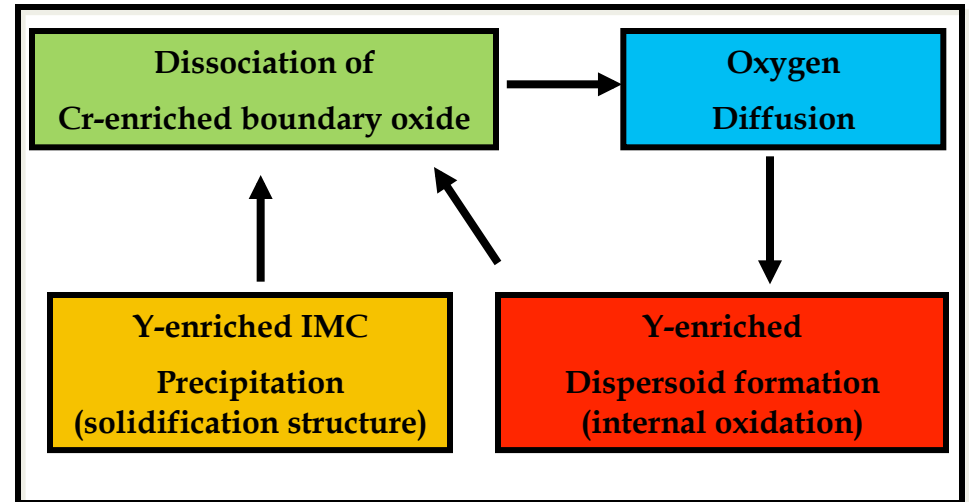 Dissociation of
Cr-enriched boundary oxide
Oxygen
Diffusion
Y-enriched IMC
Precipitation
(solidification structure)
Y-enriched
Dispersoid formation
(internal oxidation)